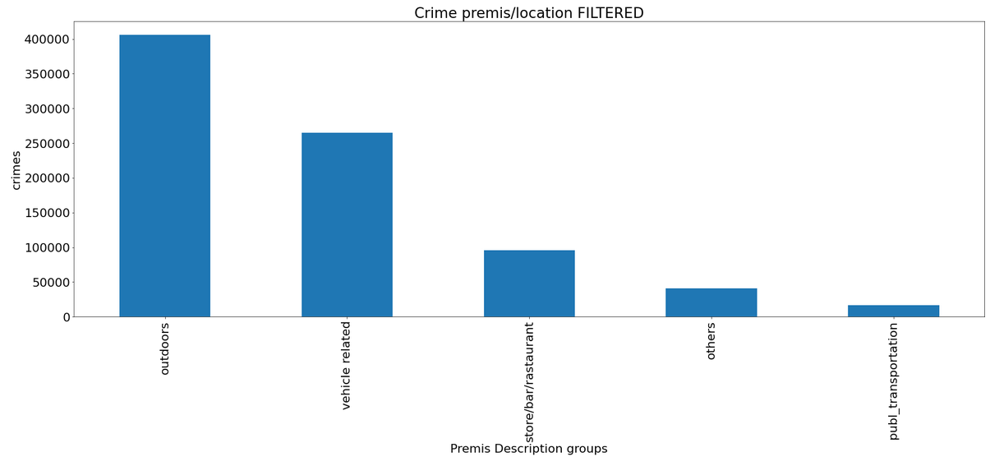 Crime premis/location FILTERED
400000
350000
300000
250000
200000
150000
100000
50000
0
crimes
outdoors
vehicle related
store/bar/rastaurant
others
publ_transportation
Premis Description groups